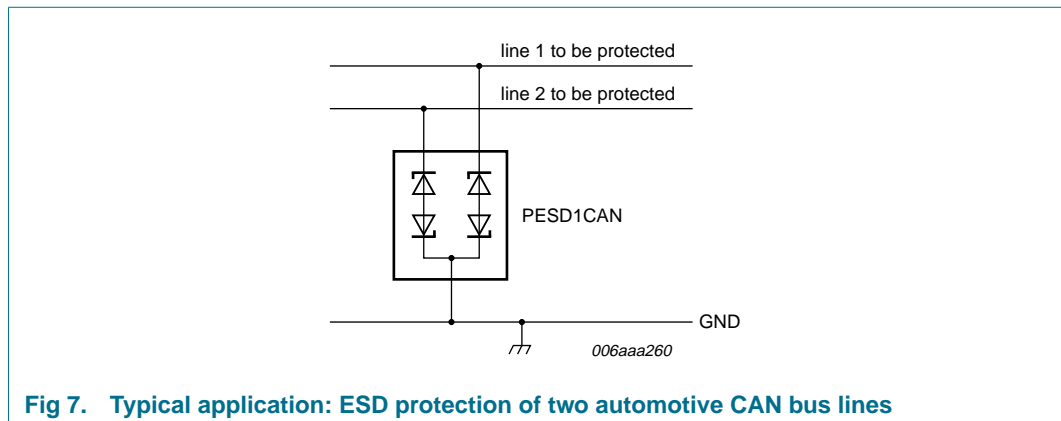 line 1 to be protected
line 2 to be protected
PESD1CAN
GND
006aaa260
Fig 7. Typical application: ESD protection of two automotive CAN bus lines